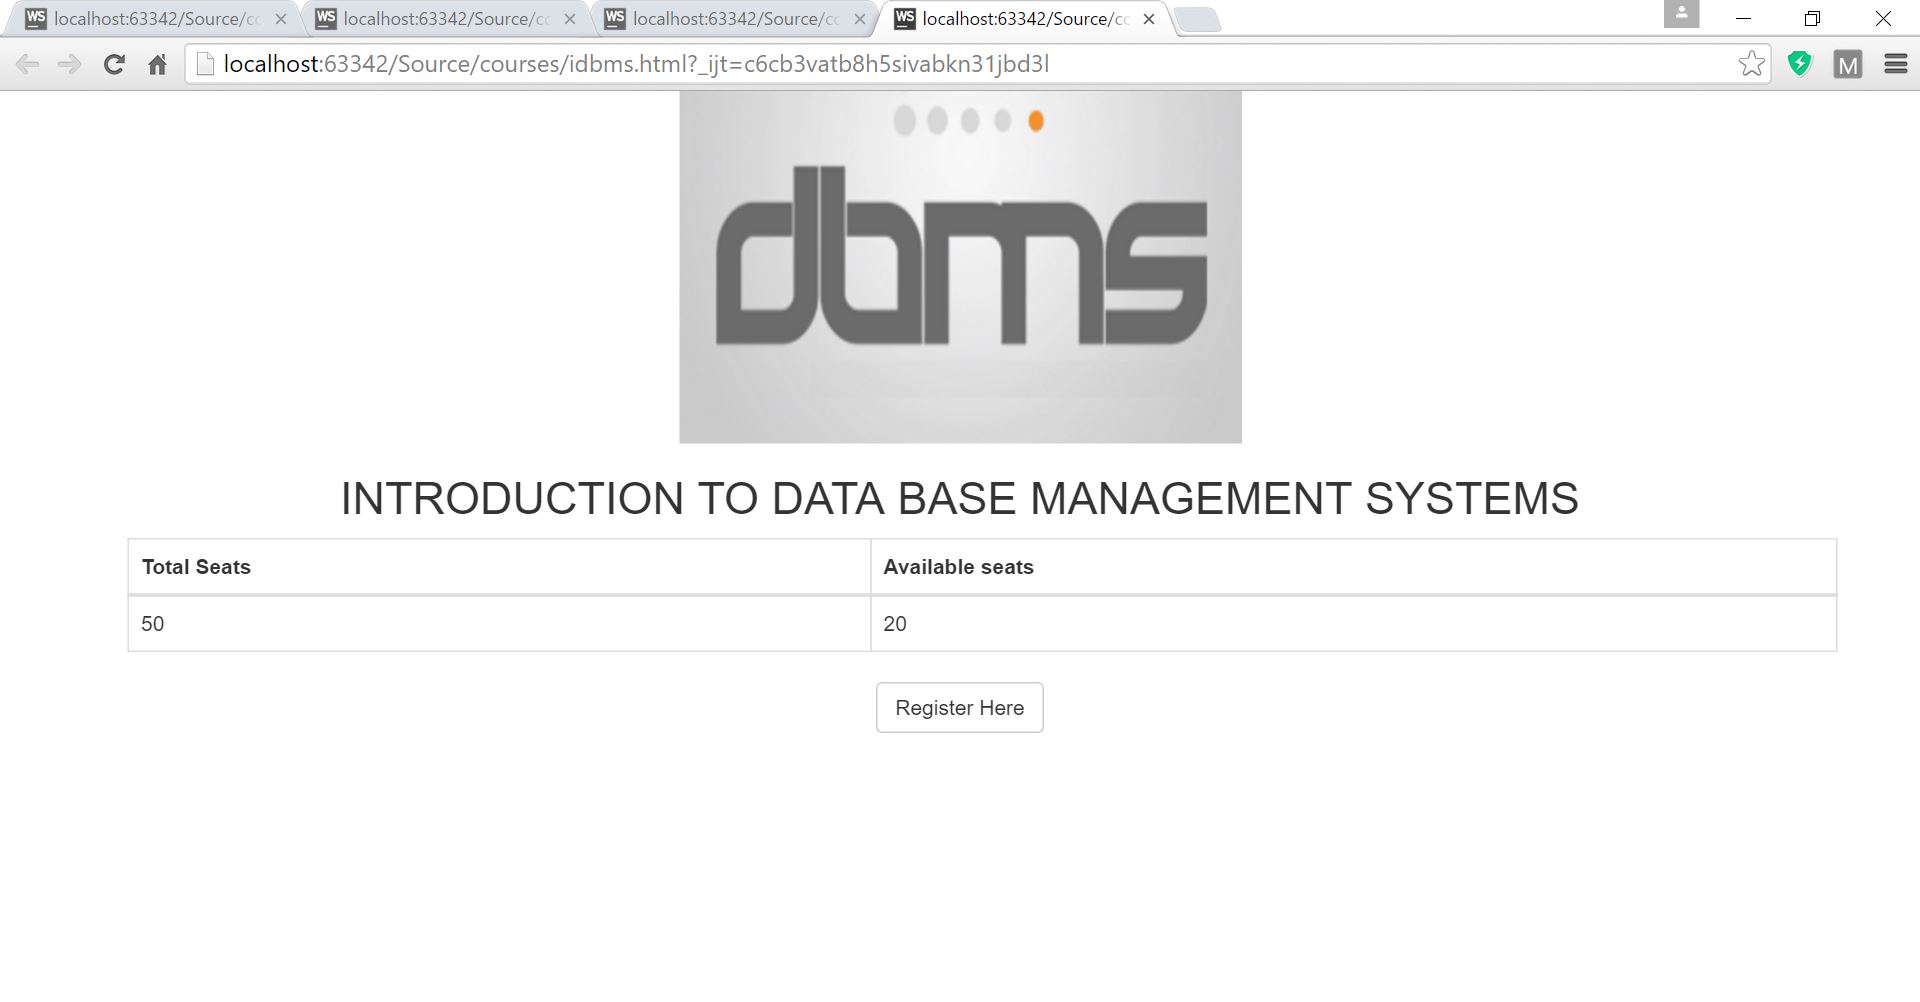 WS localhost:63342/Source/cc WS localhost:63342/Source/cc WS localhost:63342/Source/cc WS localhost:63342/Source/cc
localhost:63342/Source/courses/idbms.html?_ijt=c6cb3vatb8h5sivabkn31jbd3l M
dbms
INTRODUCTION TO DATA BASE MANAGEMENT SYSTEMS
Total Seats Available seats
50 20
Register Here